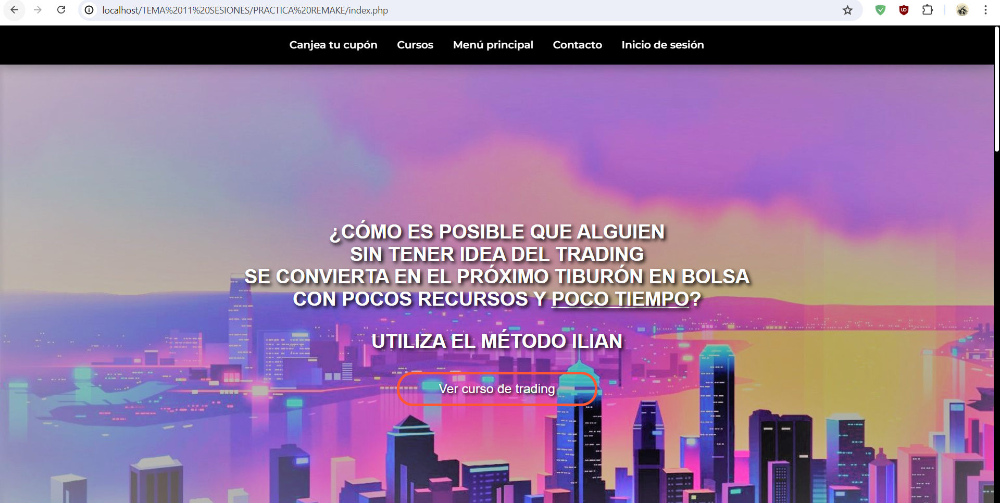 localhost/TEMA%2011%20SESIONES/PRACTICA%20REMAKE/index.php
Canjea tu cupón Cursos Menú principal Contacto Inicio de sesión
¿CÓMO ES POSIBLE QUE ALGUIEN
SIN TENER IDEA DEL TRADING
SE CONVIERTA EN EL PRÓXIMO TIBURÓN EN BOLSA
CON POCOS RECURSOS Y POCO TIEMPO?
UTILIZA EL MÉTODO ILIAN
Ver curso de trading